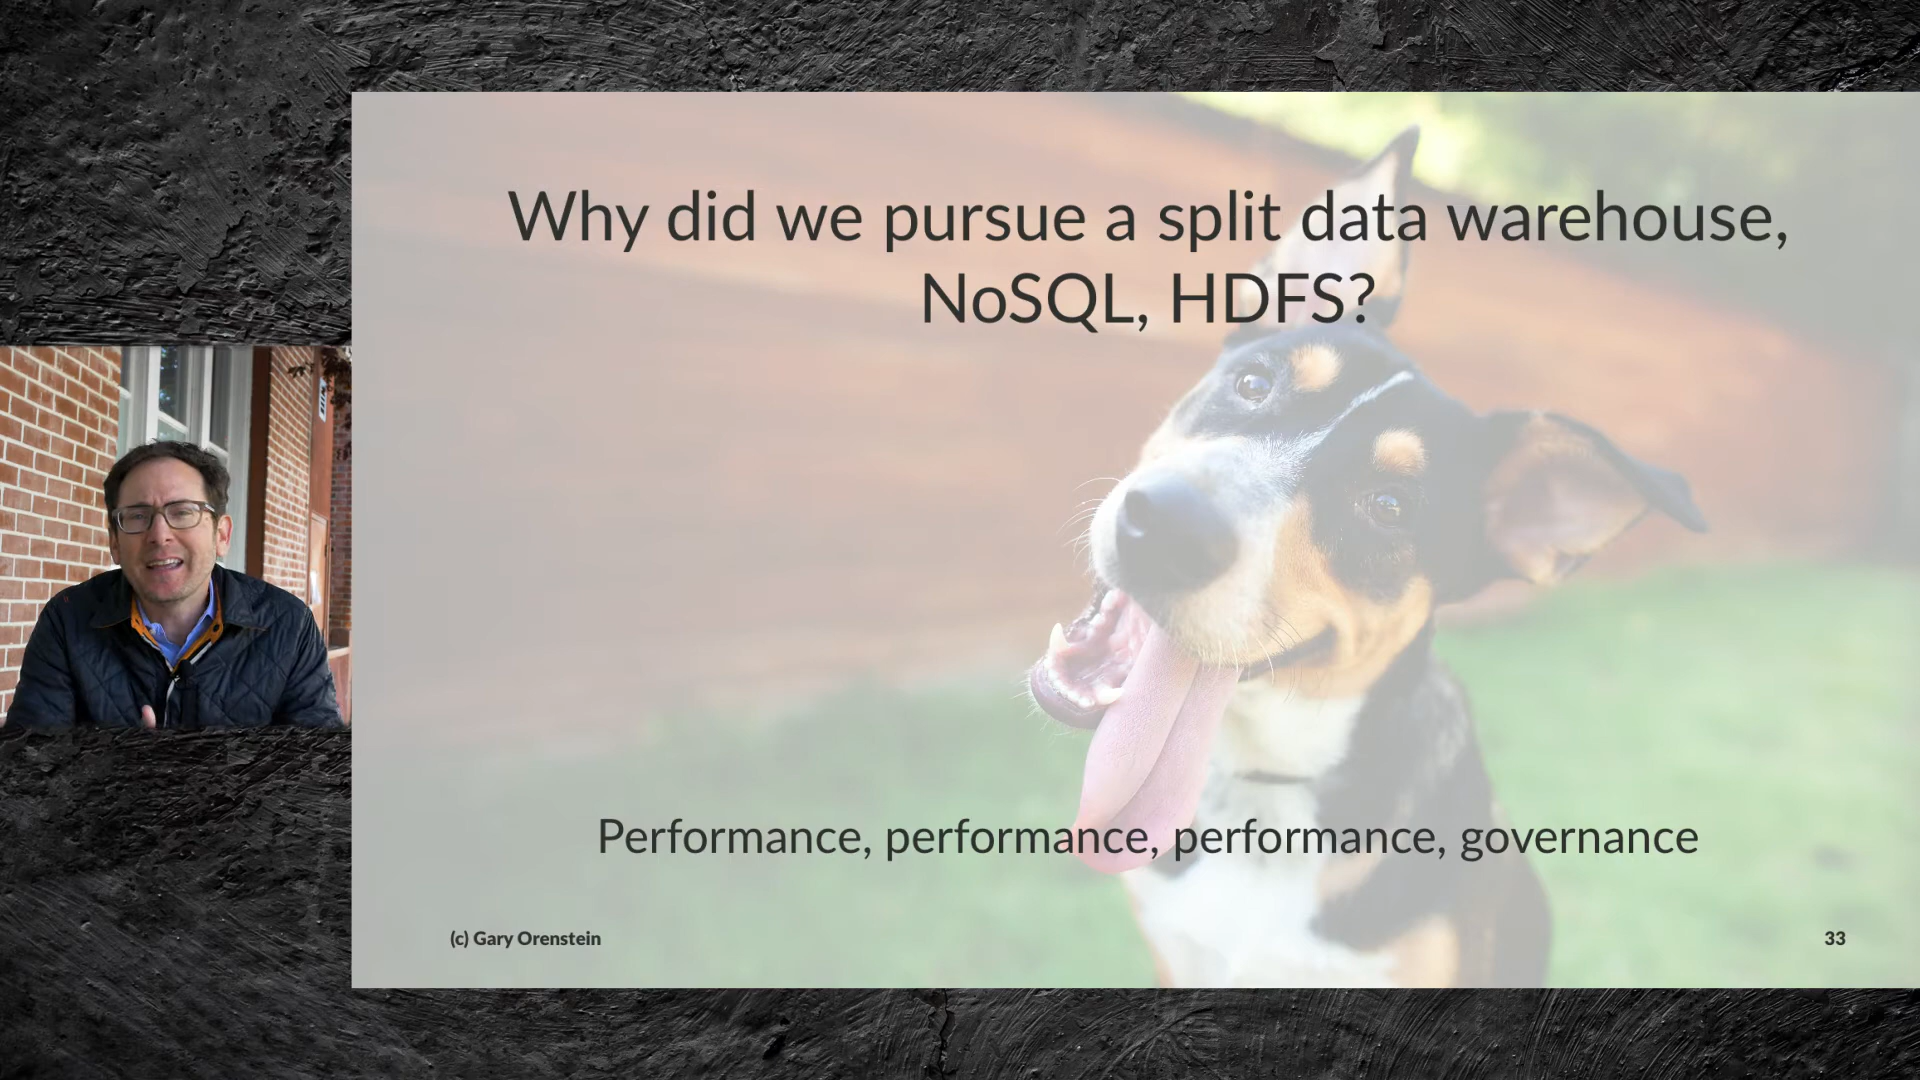 Why did we pursue a split data warehouse,
NoSQL, HDFS?
Performance, performance, performance, governance
(c) Gary Orenstein
33